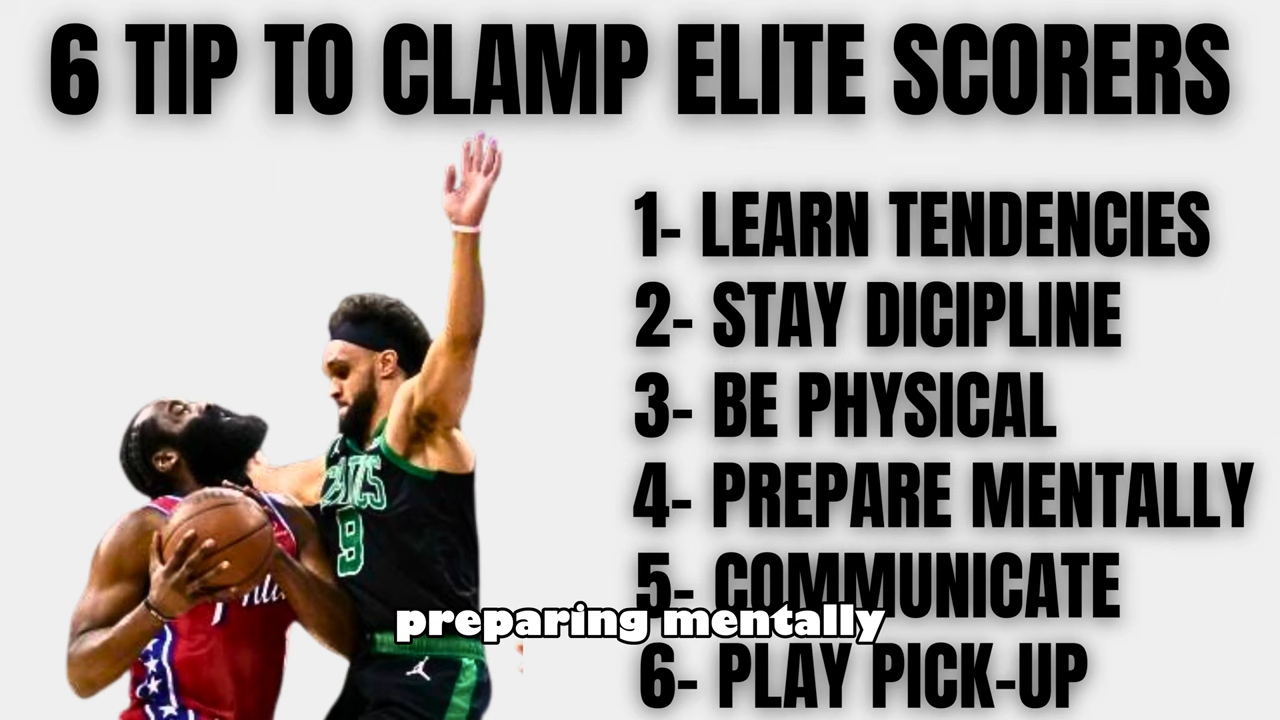 6 TIP TO CLAMP ELITE SCORERS
1- LEARN TENDENCIES
2- STAY DICIPLINE
3- BE PHYSICAL
4- PREPARE MENTALLY
5- COMMUNICATE
preparing mentally
6- PLAY PICK-UP
9